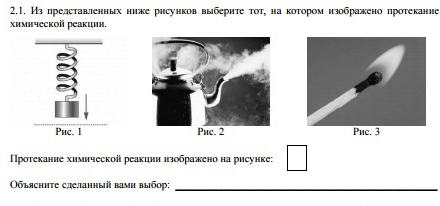 2.1. Из представленных ниже рисунков выберите тот, на котором изображено протекание
химической реакции.
Рис. 1
Рис. 2
Рис. 3
Протекание химической реакции изображено на рисунке:
Объясните сделанный вами выбор: